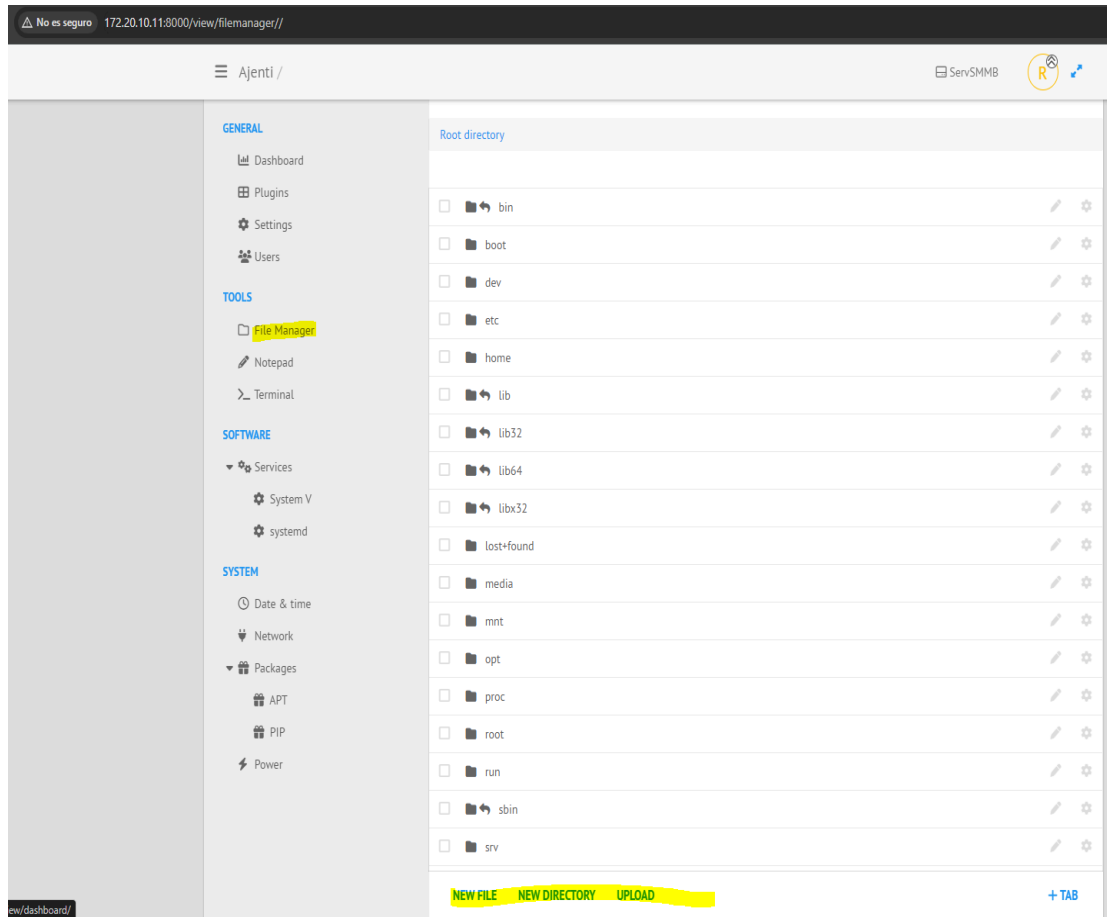 No es seguro 172.20.10.11:8000/view/filemanager//
Ajenti /
ServSMMB
R
GENERAL
Dashboard
Plugins
Settings
Users
TOOLS
File Manager
Notepad
Terminal
SOFTWARE
Services
System V
systemd
SYSTEM
Date & time
Network
Packages
APT
PIP
Power
Root directory
bin
boot
dev
etc
home
lib
lib32
lib64
libx32
lost+found
media
mnt
opt
proc
root
run
sbin
srv
NEW FILE NEW DIRECTORY UPLOAD
+ TAB
ew/dashboard/